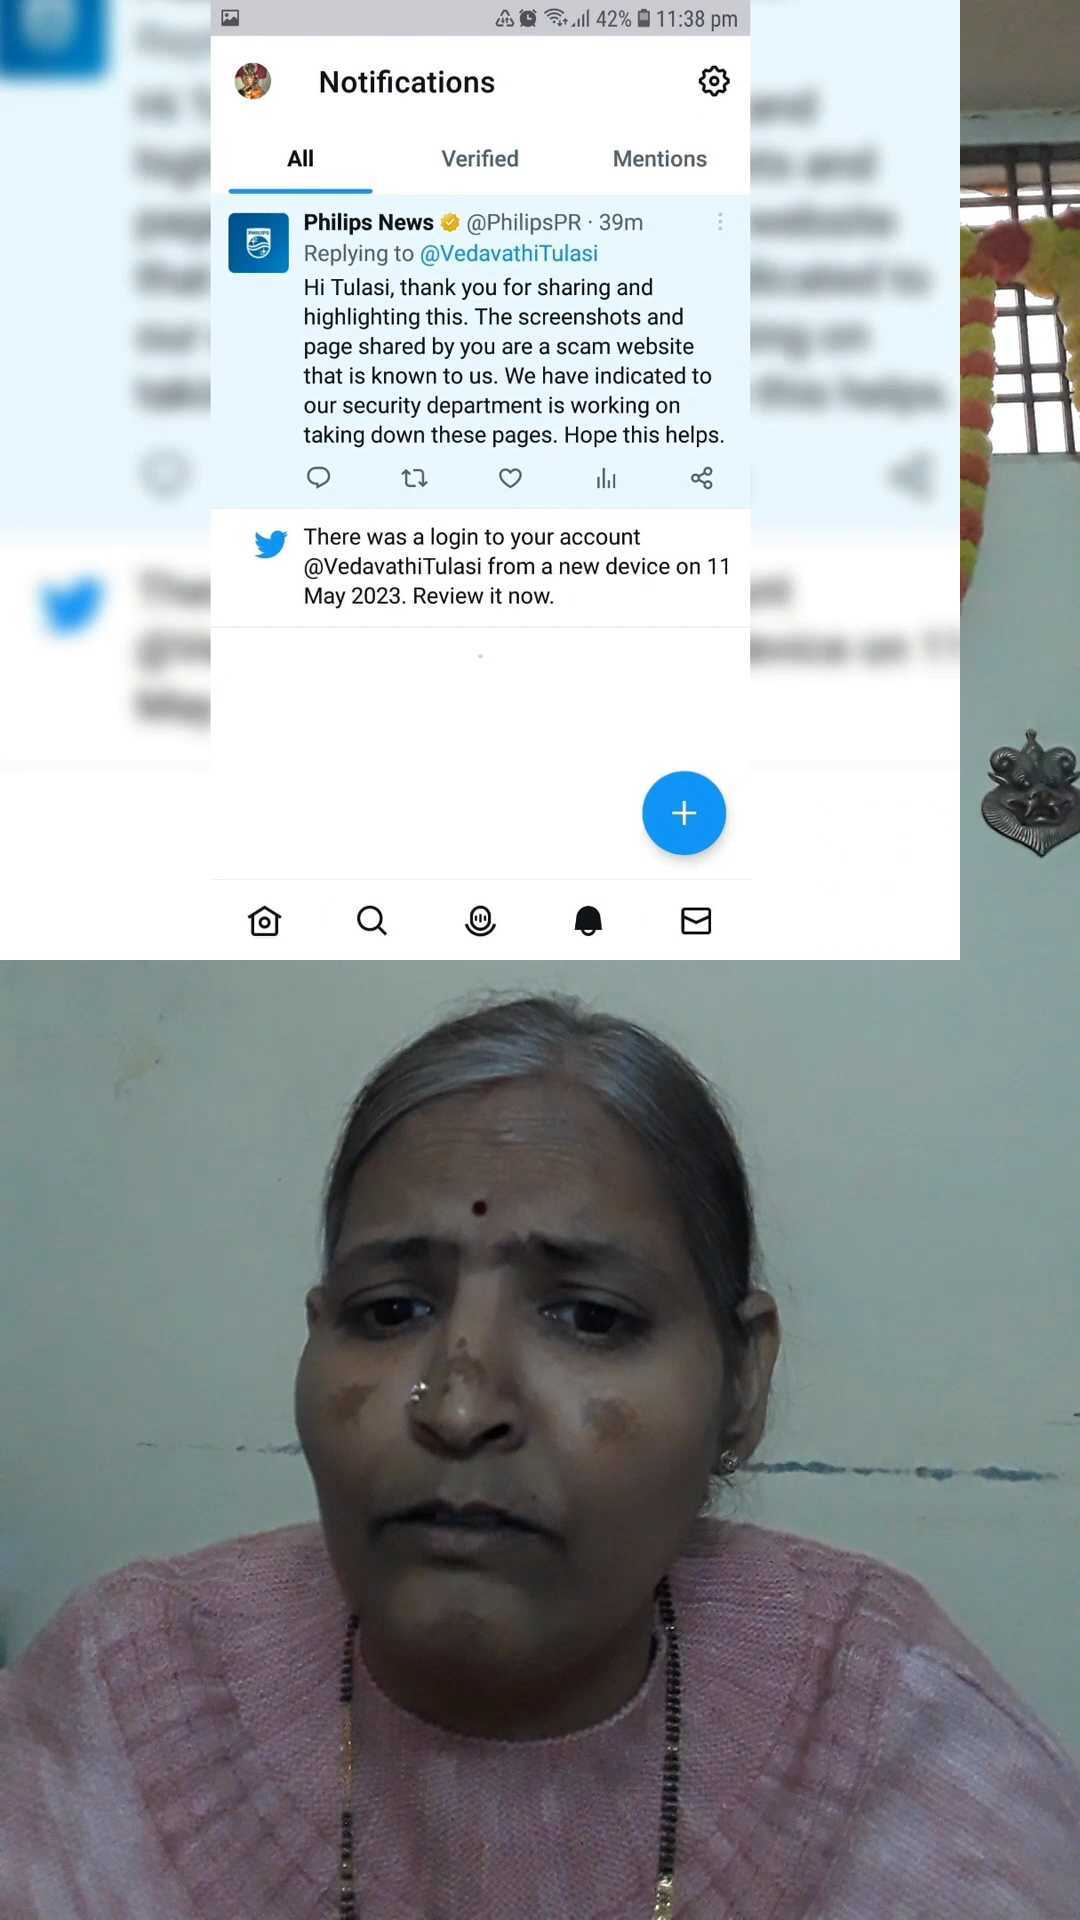 42% 11:38 pm
Notifications
All Verified Mentions
Philips News @PhilipsPR · 39m
Replying to @VedavathiTulasi
Hi Tulasi, thank you for sharing and
highlighting this. The screenshots and
page shared by you are a scam website
that is known to us. We have indicated to
our security department is working on
taking down these pages. Hope this helps.
There was a login to your account
@VedavathiTulasi from a new device on 11
May 2023. Review it now.